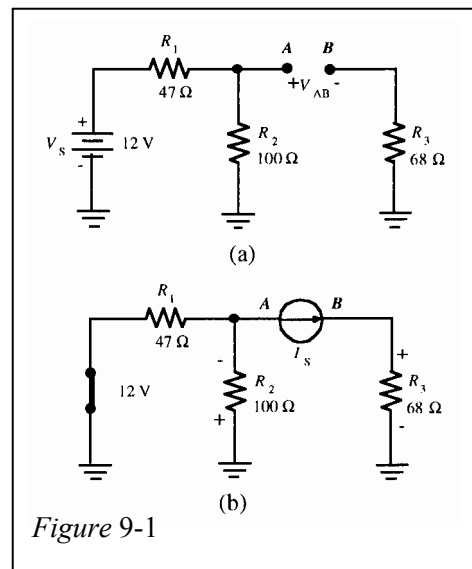 R1
A B
47 Ω
+ VAB -
+
VS 12 V
-
R2
100 Ω
R3
68 Ω
(a)
R1
A B
47 Ω
IS
-
+
12 V
R2
100 Ω
+
R3
68 Ω
-
(b)
Figure 9-1